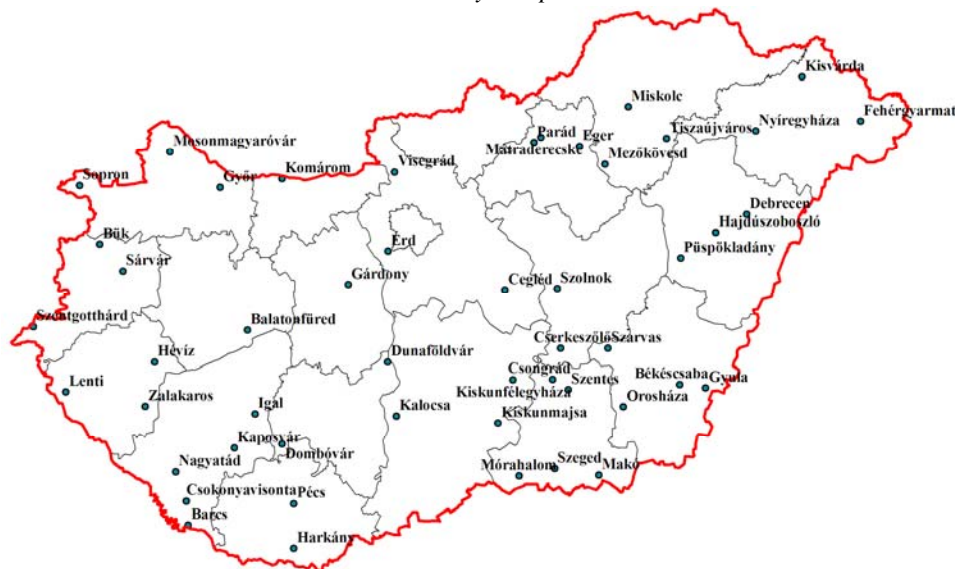 Kisvárda
Miskolc
Fehérgyarmat
Nyíregyháza
Tiszaújváros
Parád
Eger
Mátraderecske
Mezőkövesd
Mosonmagyaróvár
Visegrád
Komárom
Sopron
Győr
Debrecen
Hajdúszoboszló
Bük
Érd
Püspökladány
Sárvár
Gárdony
Cegléd
Szolnok
Szentgotthárd
Balatonfüred
Cserkeszőlő
Szarvas
Hévíz
Dunaföldvár
Csongrád
Békéscsaba
Gyula
Lenti
Kiskunfélegyháza
Szentes
Zalakaros
Igal
Kalocsa
Orosháza
Kiskunmajsa
Kaposvár
Dombóvár
Nagyatád
Mórahalom
Szeged
Makó
Csokonyavisonta
Pécs
Barcs
Harkány